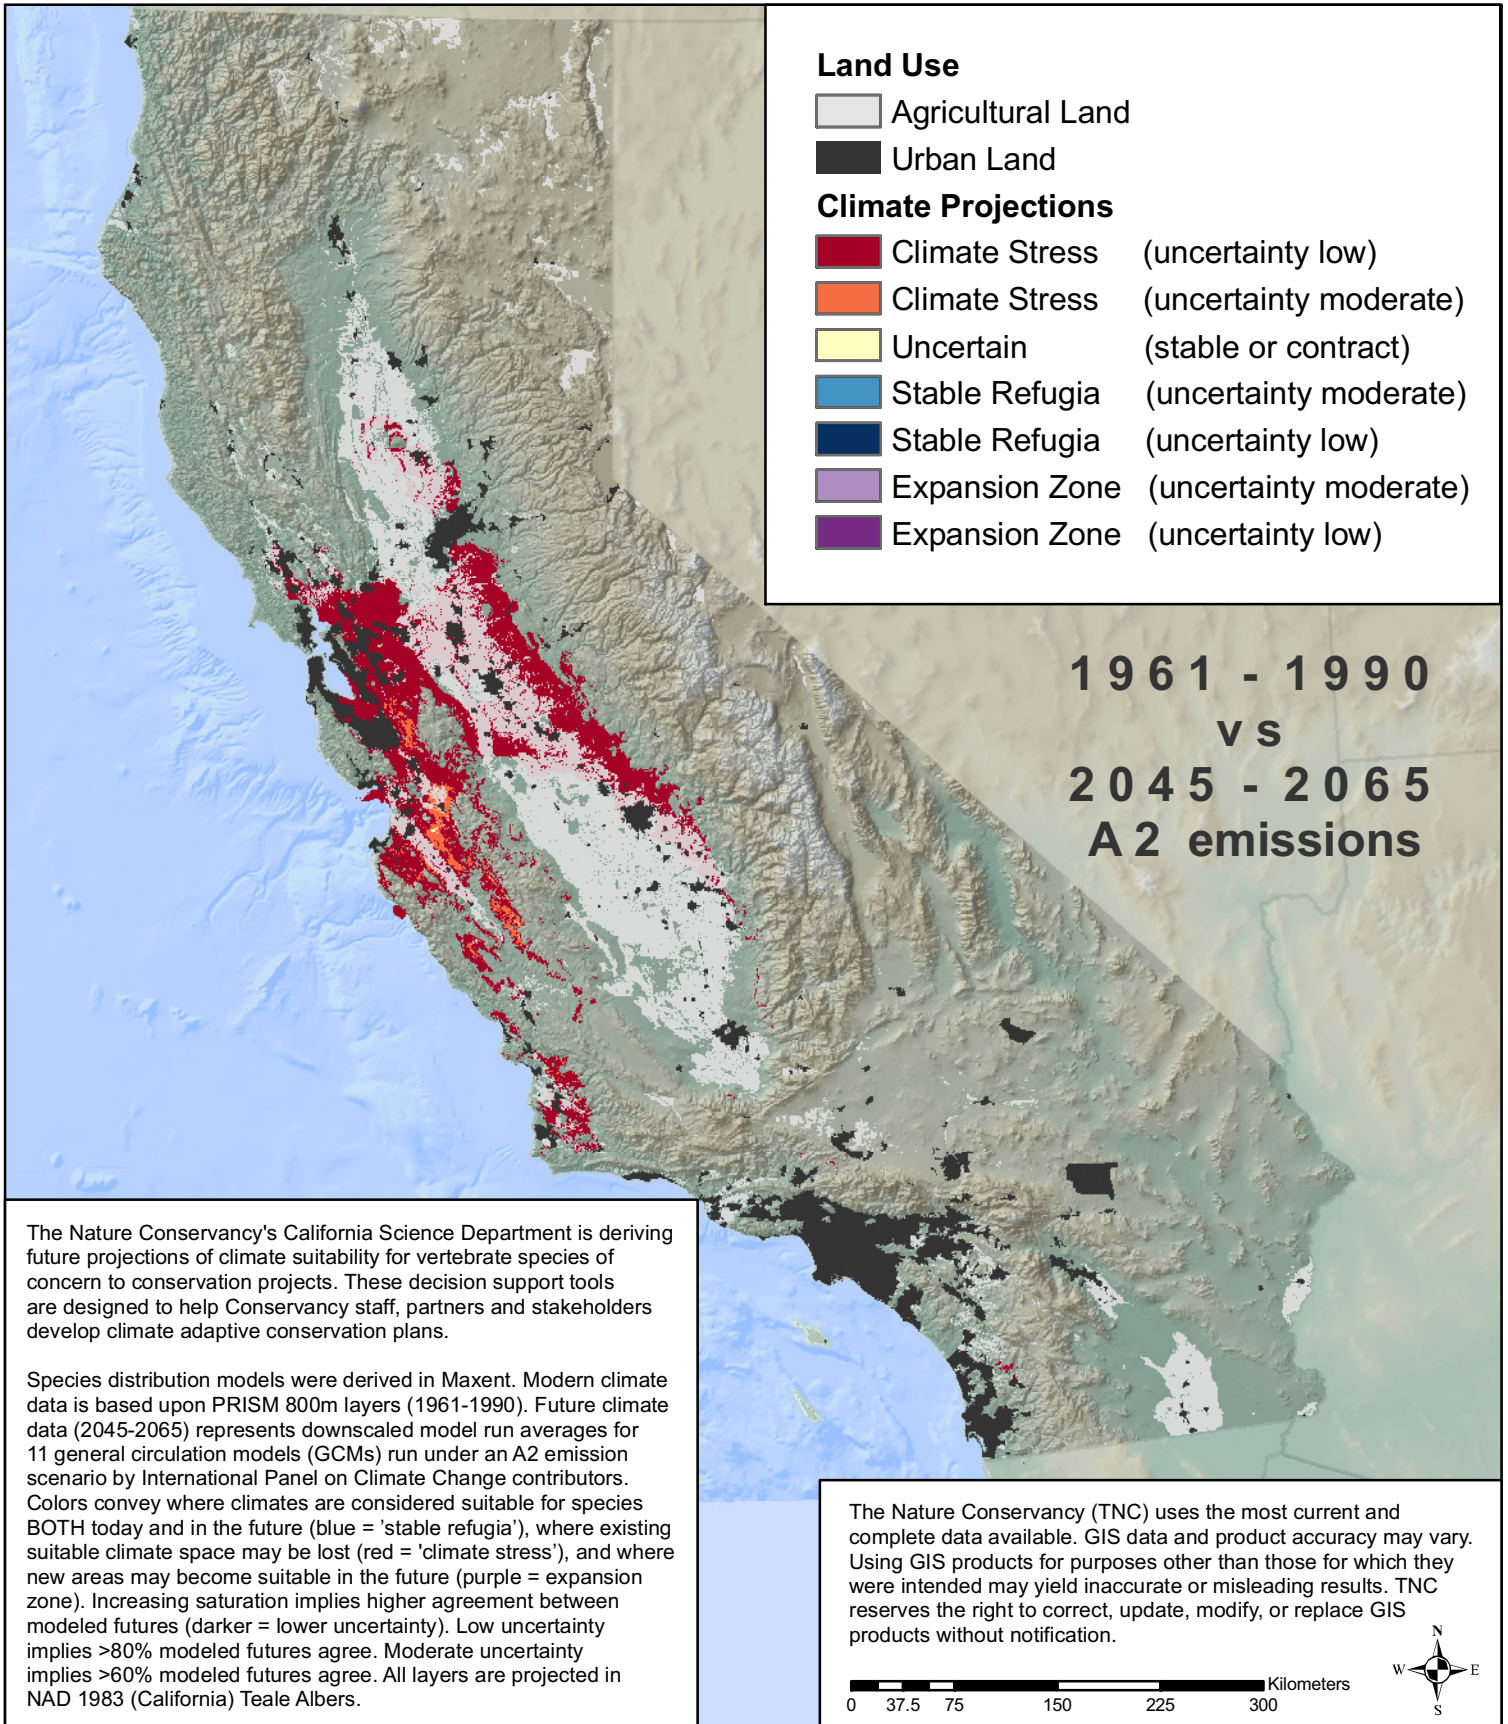 Land Use
Agricultural Land
Urban Land
Climate Projections
Climate Stress (uncertainty low)
Climate Stress (uncertainty moderate)
Uncertain (stable or contract)
Stable Refugia (uncertainty moderate)
Stable Refugia (uncertainty low)
Expansion Zone (uncertainty moderate)
Expansion Zone (uncertainty low)
1961 - 1990
vs
2045 - 2065
A2 emissions
The Nature Conservancy's California Science Department is deriving
future projections of climate suitability for vertebrate species of
concern to conservation projects. These decision support tools
are designed to help Conservancy staff, partners and stakeholders
develop climate adaptive conservation plans.
Species distribution models were derived in Maxent. Modern climate
data is based upon PRISM 800m layers (1961-1990). Future climate
data (2045-2065) represents downscaled model run averages for
11 general circulation models (GCMs) run under an A2 emission
scenario by International Panel on Climate Change contributors.
Colors convey where climates are considered suitable for species
BOTH today and in the future (blue = ’stable refugia’), where existing
suitable climate space may be lost (red = 'climate stress’), and where
new areas may become suitable in the future (purple = expansion
zone). Increasing saturation implies higher agreement between
modeled futures (darker = lower uncertainty). Low uncertainty
implies >80% modeled futures agree. Moderate uncertainty
implies >60% modeled futures agree. All layers are projected in
NAD 1983 (California) Teale Albers.
The Nature Conservancy (TNC) uses the most current and
complete data available. GIS data and product accuracy may vary.
Using GIS products for purposes other than those for which they
were intended may yield inaccurate or misleading results. TNC
reserves the right to correct, update, modify, or replace GIS
products without notification.
N
W E
S
Kilometers
0 37.5 75 150 225 300